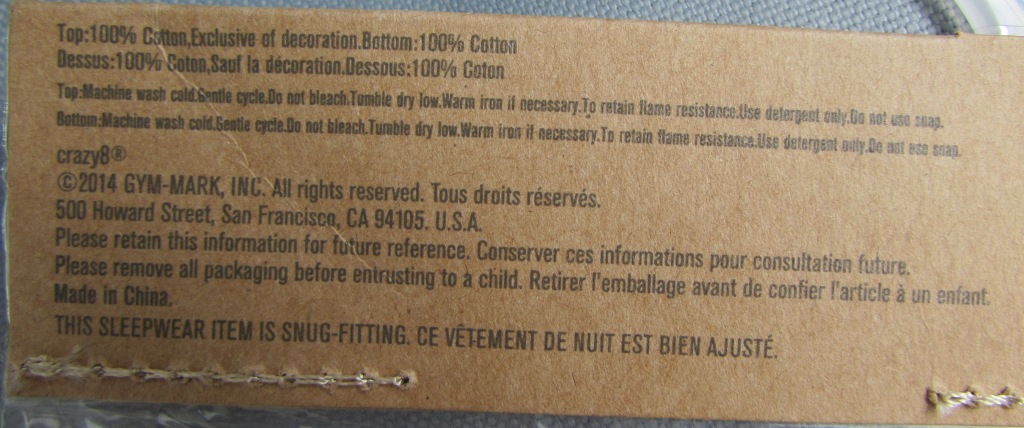 Top:100% Cotton,Exclusive of decoration.Bottom:100% Cotton
Dessus:100% Coton,Sauf la décoration.Dessous:100% Coton
Top:Machine wash cold.Gentle cycle.Do not bleach.Tumble dry low.Warm iron if necessary.To retain flame resistance.Use detergent only.Do not use soap.
Bottom:Machine wash cold.Gentle cycle.Do not bleach.Tumble dry low.Warm iron if necessary.To retain flame resistance.Use detergent only.Do not use soap.
crazy8®
©2014 GYM-MARK, INC. All rights reserved. Tous droits réservés.
500 Howard Street, San Francisco, CA 94105. U.S.A.
Please retain this information for future reference. Conserver ces informations pour consultation future.
Please remove all packaging before entrusting to a child. Retirer l'emballage avant de confier l'article à un enfant.
Made in China.
THIS SLEEPWEAR ITEM IS SNUG-FITTING. CE VÊTEMENT DE NUIT EST BIEN AJUSTÉ.